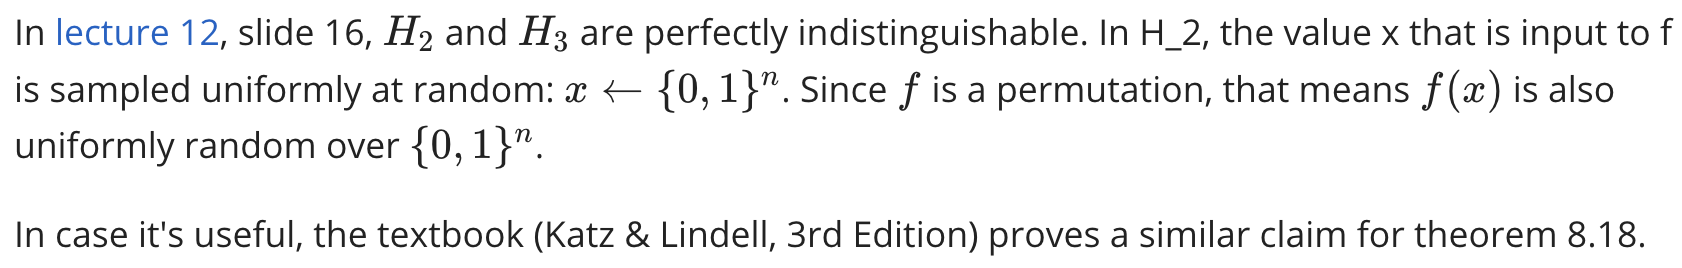 In lecture 12, slide 16, H₂ and H₃ are perfectly indistinguishable. In H_2, the value x that is input to f
is sampled uniformly at random: x ← {0, 1}ⁿ. Since f is a permutation, that means f(x) is also
uniformly random over {0, 1}ⁿ.
In case it's useful, the textbook (Katz & Lindell, 3rd Edition) proves a similar claim for theorem 8.18.